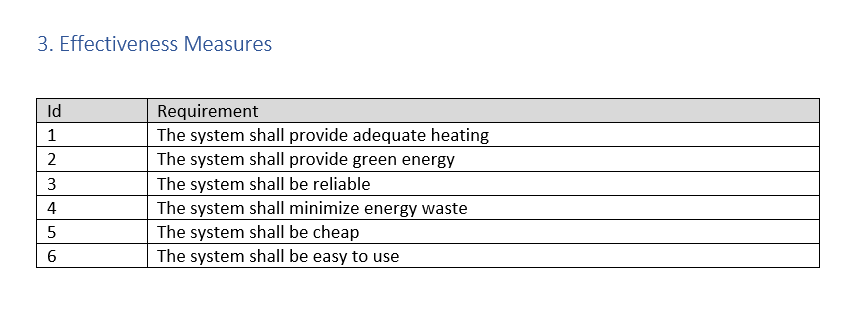 3. Effectiveness Measures
Id Requirement
1 The system shall provide adequate heating
2 The system shall provide green energy
3 The system shall be reliable
4 The system shall minimize energy waste
5 The system shall be cheap
6 The system shall be easy to use